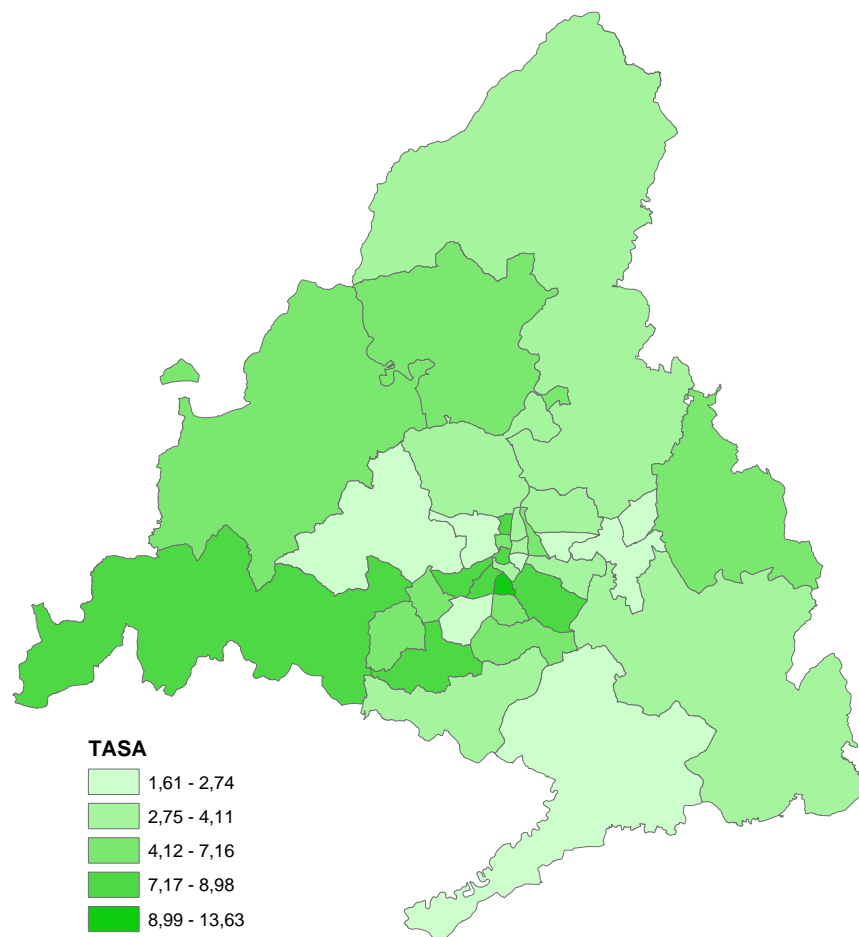 TASA
1,61 - 2,74
2,75 - 4,11
4,12 - 7,16
7,17 - 8,98
8,99 - 13,63